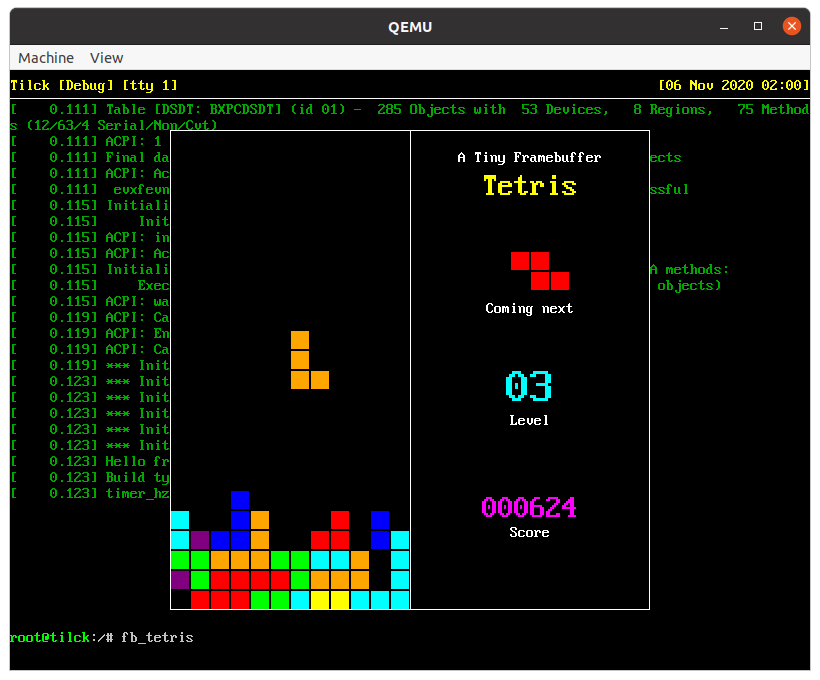 QEMU
Machine View
Tilck [Debug] [tty 1] [06 Nov 2020 02:00]
[ 0.111] Table [DSDT: BXPCDSDT] (id 01) - 285 Objects with 53 Devices, 8 Regions, 75 Method
s (12/63/4 Serial/Non/Cvt)
[ 0.111] ACPI: 1
[ 0.111] Final da ects
[ 0.111] ACPI: Ac
[ 0.111] evxfevn ssful
[ 0.115] Initiali
[ 0.115] Init
[ 0.115] ACPI: in
[ 0.115] ACPI: Ac
[ 0.115] Initiali A methods:
[ 0.115] Exec objects)
[ 0.115] ACPI: wa
[ 0.119] ACPI: Ca
[ 0.119] ACPI: En
[ 0.119] ACPI: Ca
[ 0.119] *** Init
[ 0.123] *** Init
[ 0.123] *** Init
[ 0.123] *** Init
[ 0.123] *** Init
[ 0.123] *** Init
[ 0.123] Hello fr
[ 0.123] Build ty
[ 0.123] timer_hz
A Tiny Framebuffer
Tetris
Coming next
03
Level
000624
Score
root@tilck:/# fb_tetris